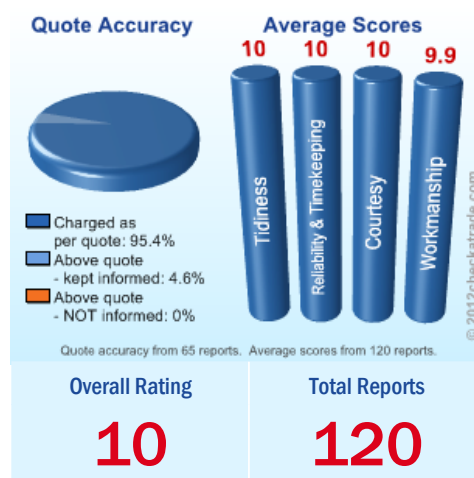 Quote Accuracy
Average Scores
10
10
10
9.9
Tidiness
Reliability & Timekeeping
Courtesy
Workmanship
Charged as
per quote: 95.4%
Above quote
- kept informed: 4.6%
Above quote
- NOT informed: 0%
© 2012checkatrade.com
Quote accuracy from 65 reports. Average scores from 120 reports.
Overall Rating
Total Reports
10
120